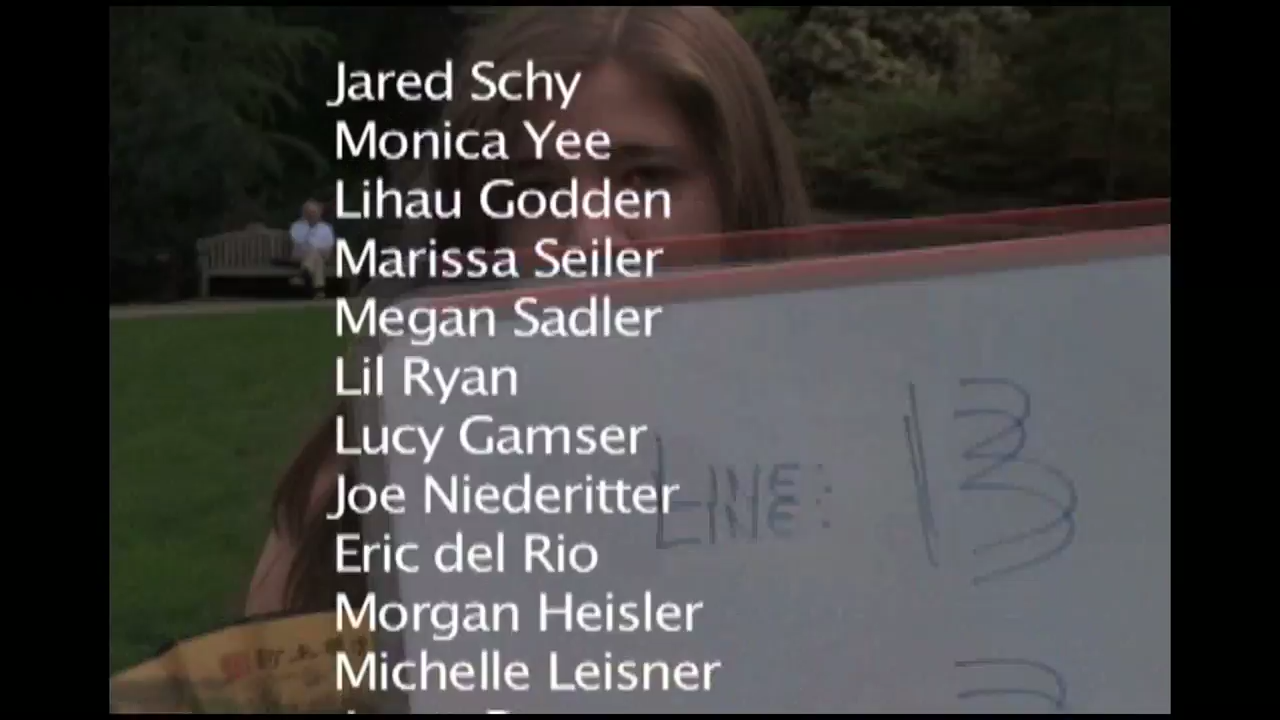 Jared Schy
Monica Yee
Lihau Godden
Marissa Seiler
Megan Sadler
Lil Ryan
Lucy Gamser
Joe Niederitter
Eric del Rio
Morgan Heisler
Michelle Leisner
LINE: 13